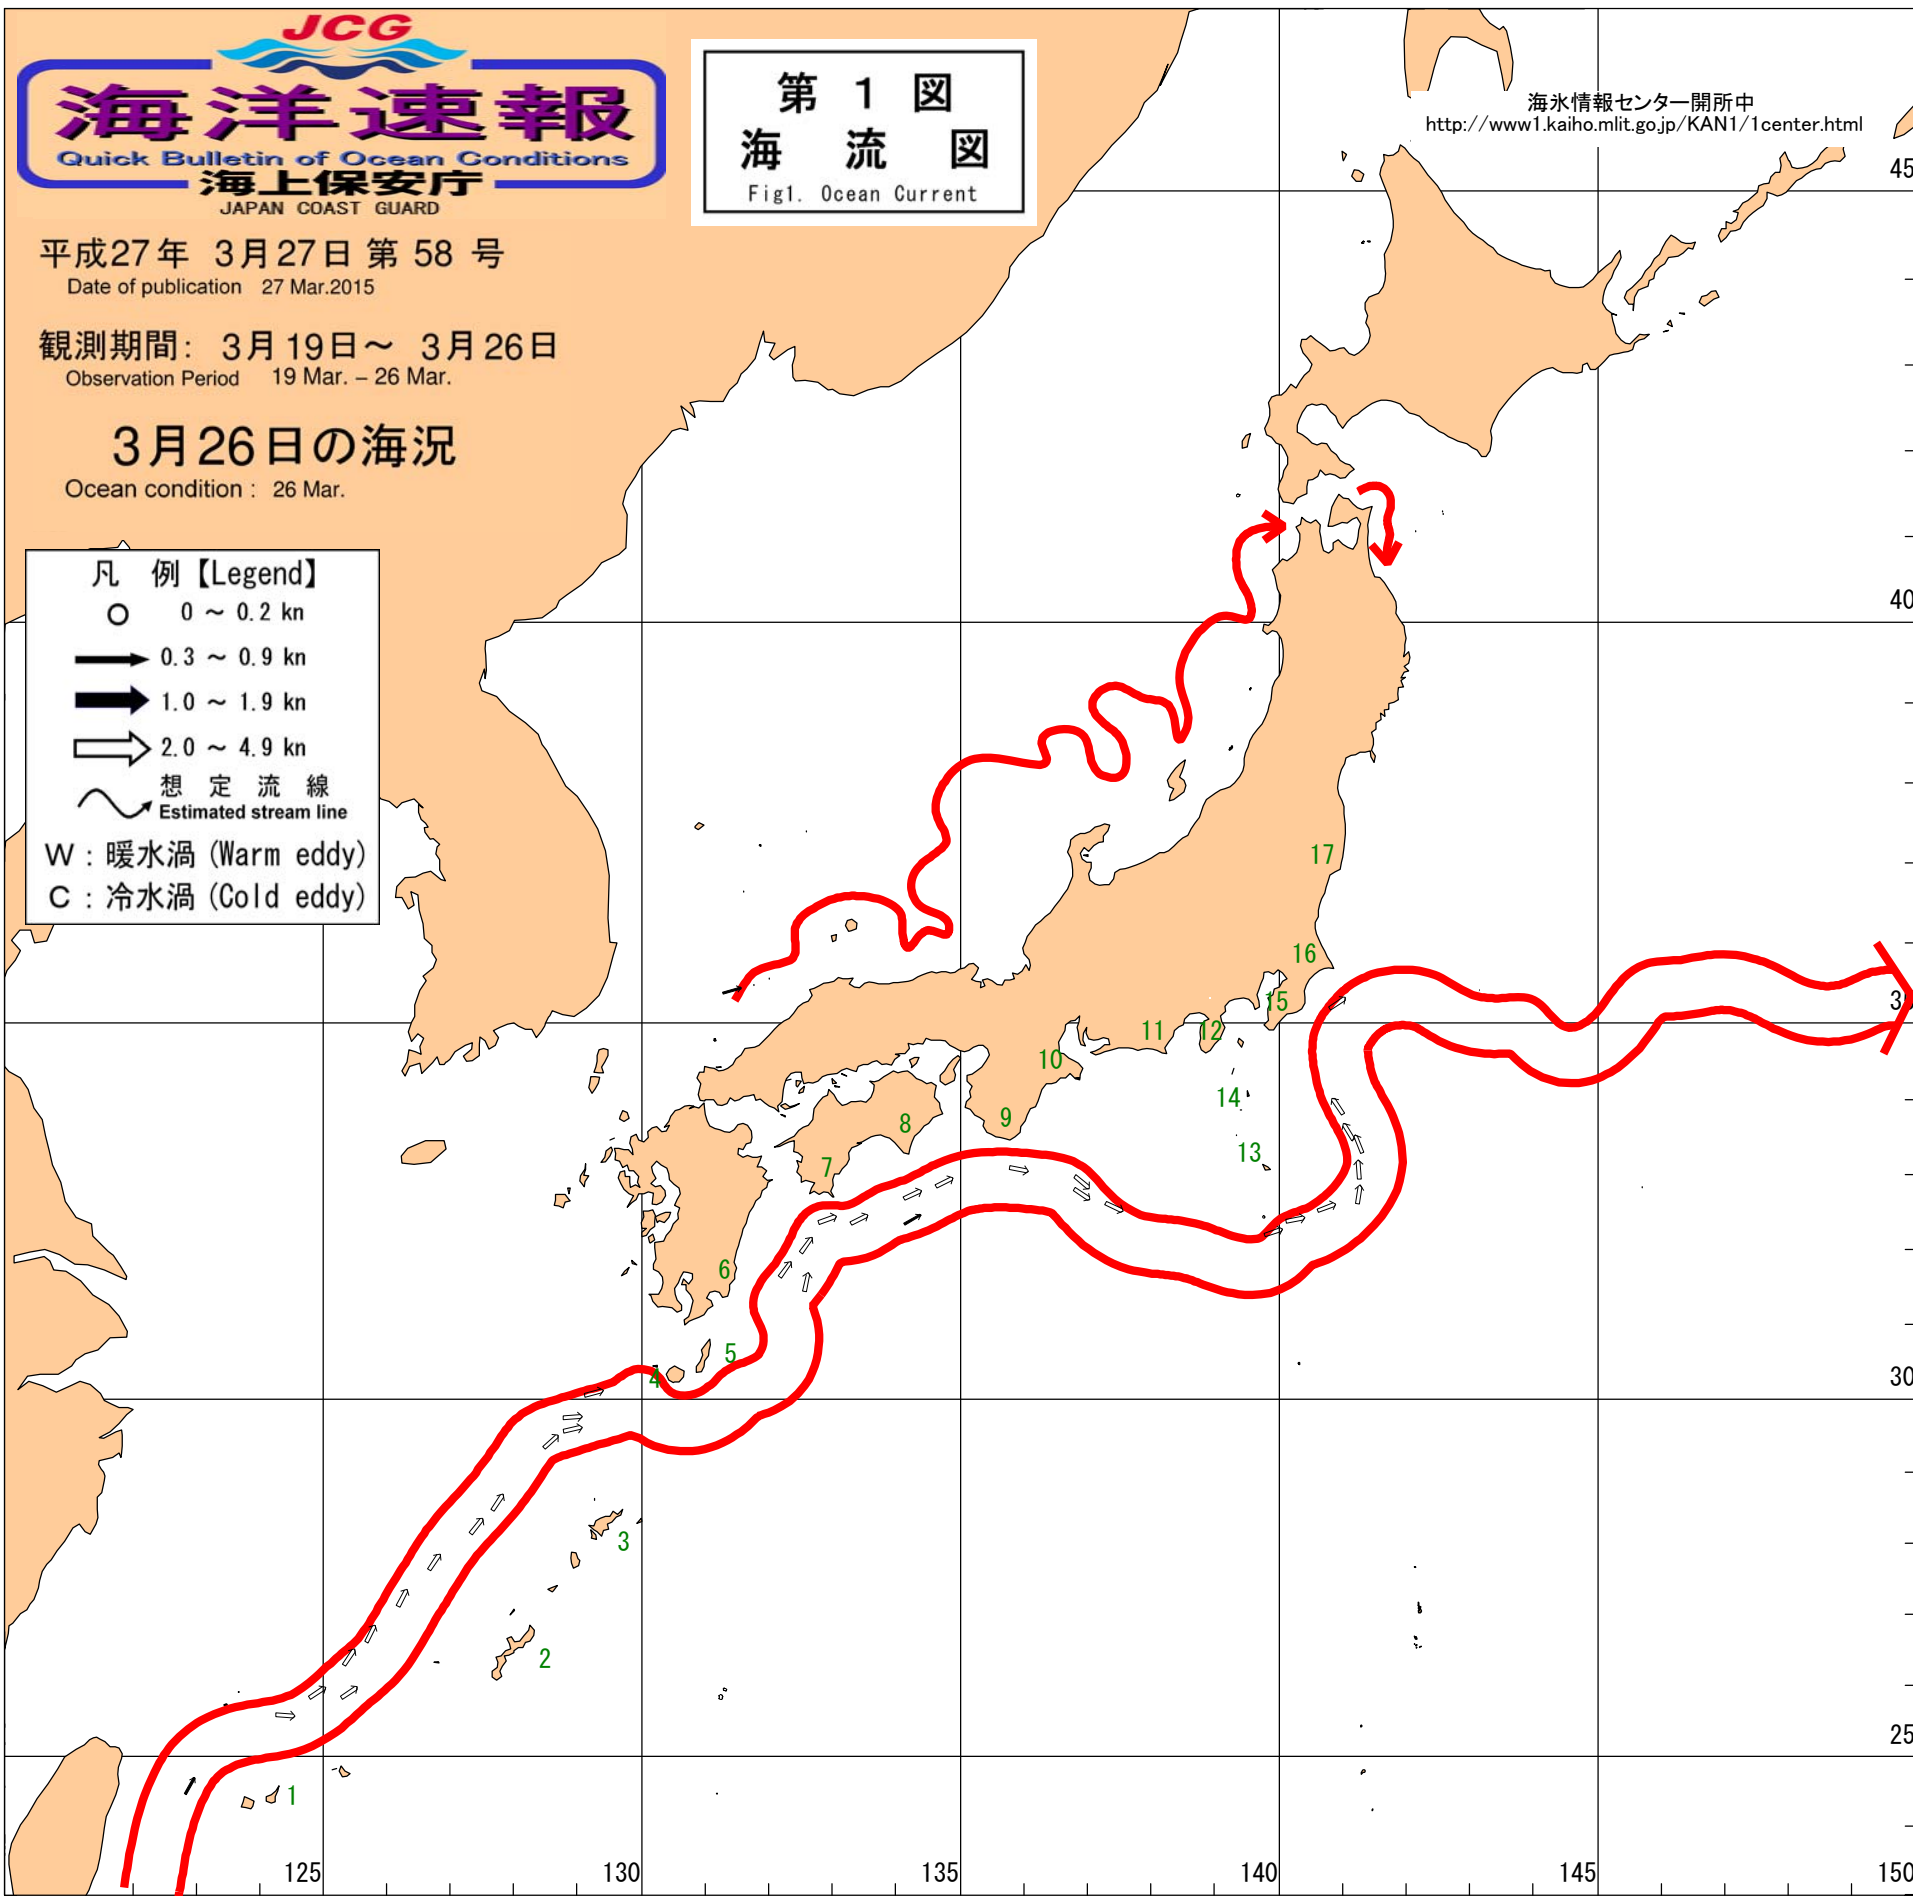 JCG
海洋速報
Quick Bulletin of Ocean Conditions
海上保安庁
JAPAN COAST GUARD
平成27年 3月27日 第 58 号
Date of publication 27 Mar.2015
観測期間: 3月19日～ 3月26日
Observation Period 19 Mar. – 26 Mar.
3月26日の海況
Ocean condition : 26 Mar.
第 1 図
海 流 図
Fig1. Ocean Current
海氷情報センター開所中
http://www1.kaiho.mlit.go.jp/KAN1/1center.html
凡 例【Legend】
0 ～ 0.2 kn
0.3 ～ 0.9 kn
1.0 ～ 1.9 kn
2.0 ～ 4.9 kn
想 定 流 線
Estimated stream line
W : 暖水渦 (Warm eddy)
C : 冷水渦 (Cold eddy)
45
40
17
16
15
12
11
10
14
9
8
13
7
6
5
4
30
3
2
25
1
125
130
135
140
145
150